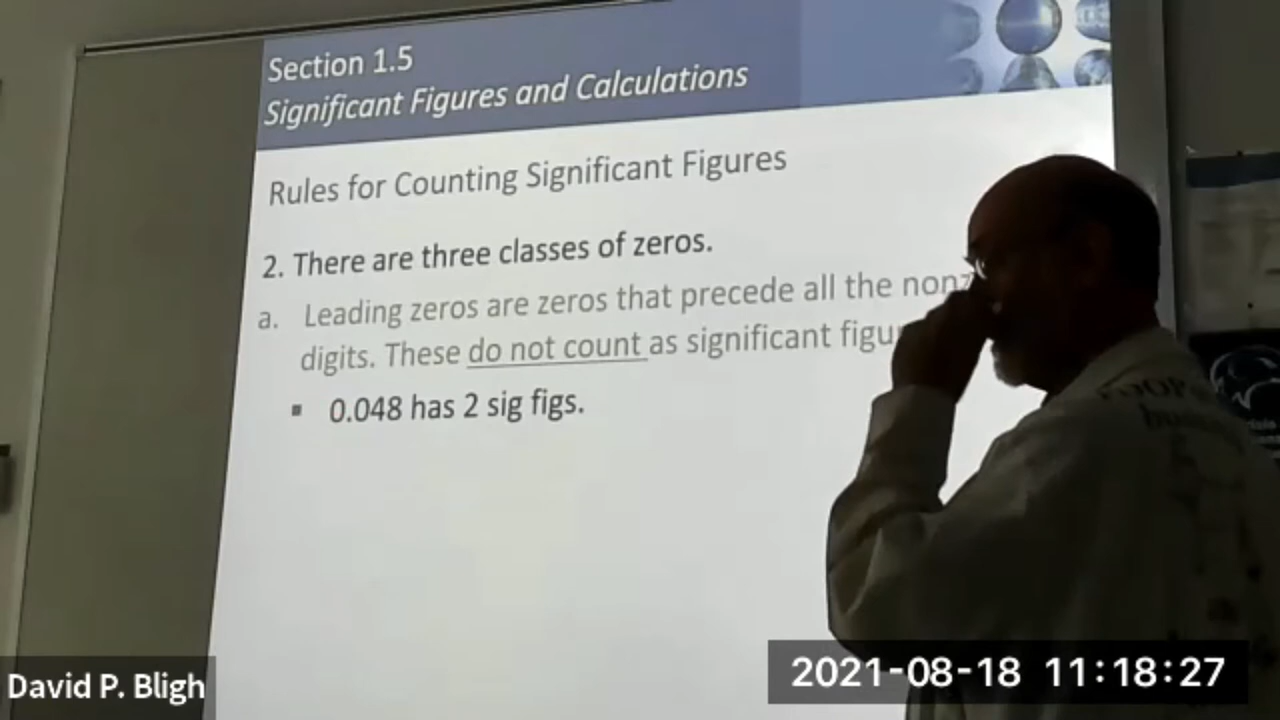 Section 1.5
Significant Figures and Calculations
Rules for Counting Significant Figures
2. There are three classes of zeros.
a. Leading zeros are zeros that precede all the
digits. These do not count as significant
▪ 0.048 has 2 sig figs.
David P. Bligh
2021-08-18 11:18:27